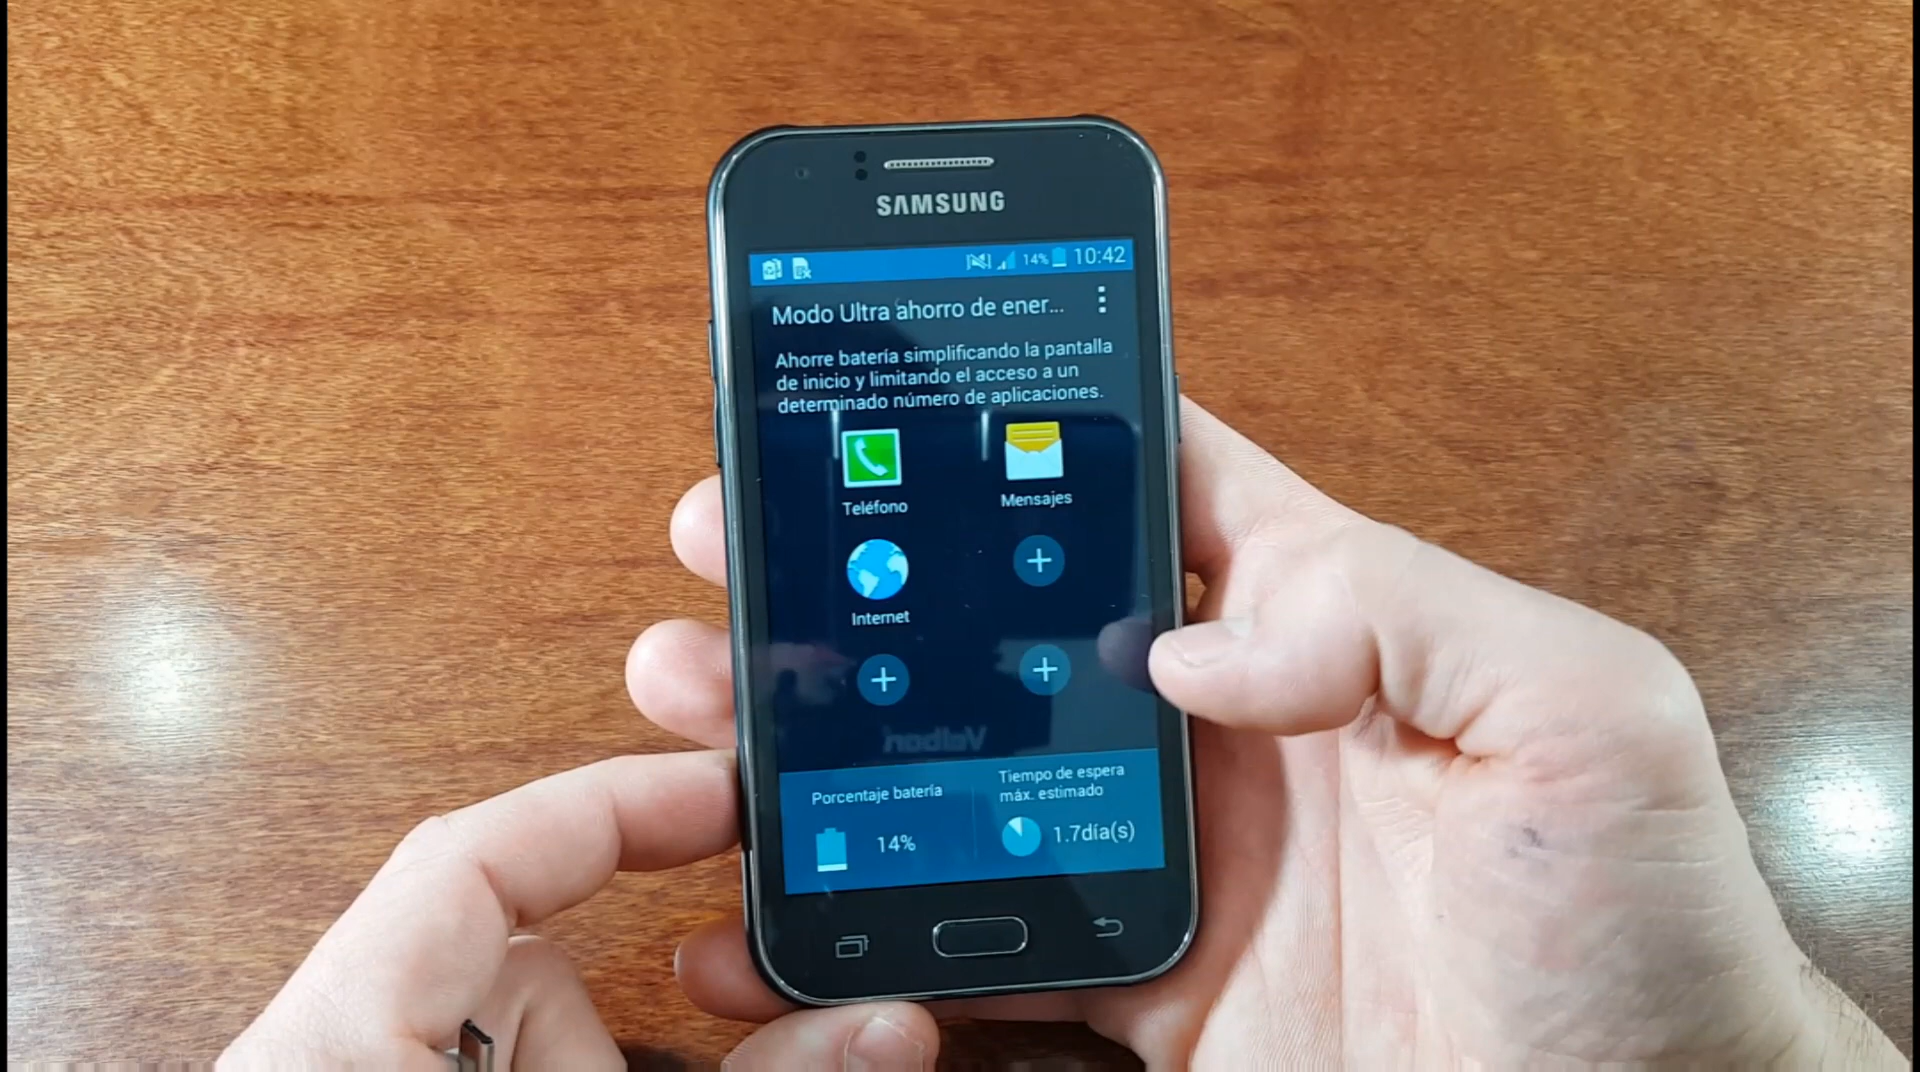 SAMSUNG
14% 10:42
Modo Ultra ahorro de ener...
Ahorre batería simplificando la pantalla
de inicio y limitando el acceso a un
determinado número de aplicaciones.
Teléfono
Mensajes
Internet
Velbon
Porcentaje batería
14%
Tiempo de espera
máx. estimado
1.7día(s)